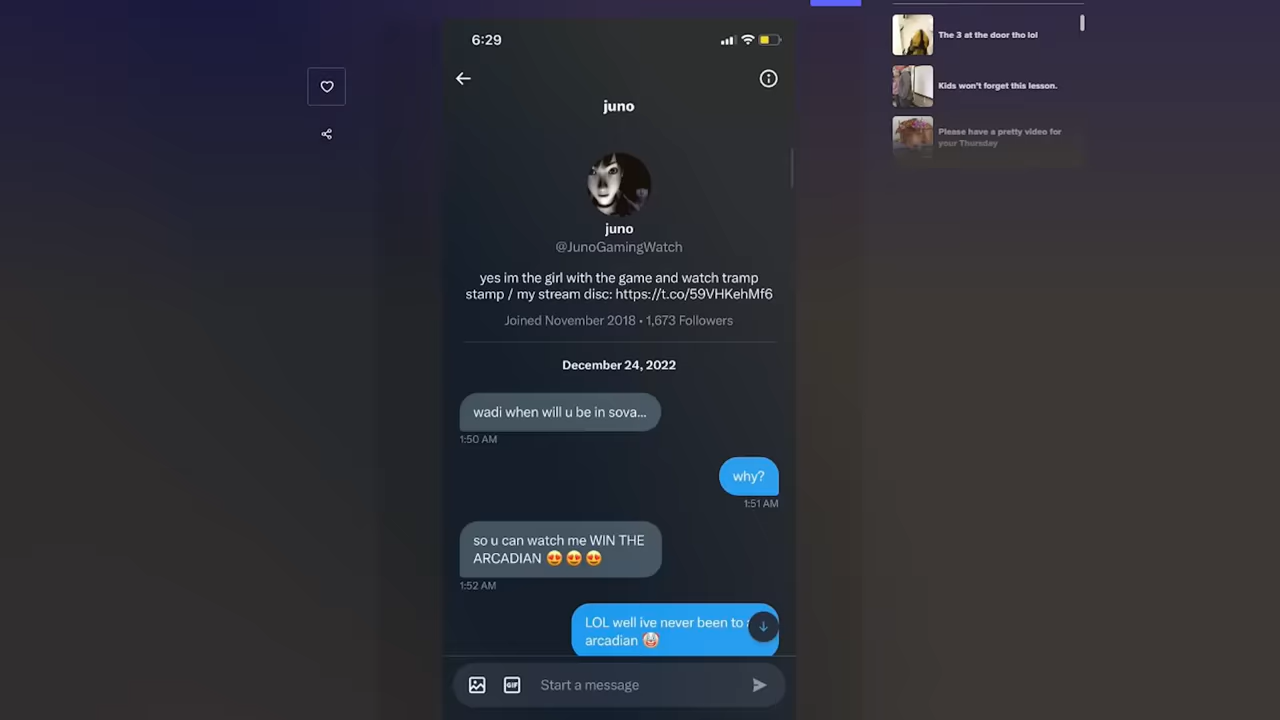 6:29
juno
juno
@JunoGamingWatch
yes im the girl with the game and watch tramp
stamp / my stream disc: https://t.co/59VHKehMf6
Joined November 2018 • 1,673 Followers
December 24, 2022
wadi when will u be in sova...
1:50 AM
why?
1:51 AM
so u can watch me WIN THE
ARCADIAN 😍 😍 😍
1:52 AM
LOL well ive never been to
arcadian 🤡
GIF
Start a message
The 3 at the door tho lol
Kids won't forget this lesson.
Please have a pretty video for
your Thursday